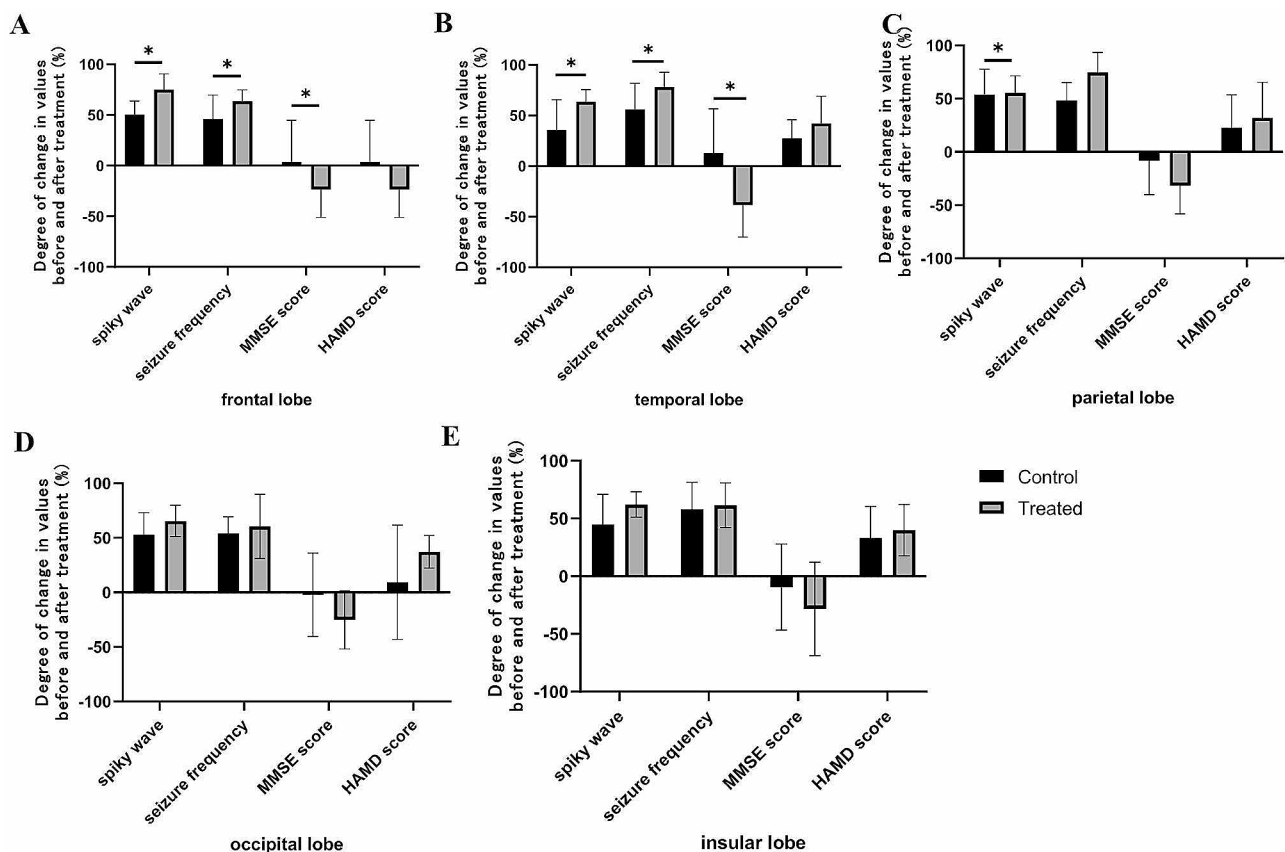 A
Degree of change in values
before and after treatment (%)
100
50
0
-50
-100
*
*
*
spiky wave
seizure frequency
MMSE score
HAMD score
frontal lobe
B
Degree of change in values
before and after treatment (%)
100
50
0
-50
-100
*
*
*
spiky wave
seizure frequency
MMSE score
HAMD score
temporal lobe
C
Degree of change in values
before and after treatment (%)
100
50
0
-50
-100
*
spiky wave
seizure frequency
MMSE score
HAMD score
parietal lobe
D
Degree of change in values
before and after treatment (%)
100
50
0
-50
-100
spiky wave
seizure frequency
MMSE score
HAMD score
occipital lobe
E
Degree of change in values
before and after treatment (%)
100
50
0
-50
-100
spiky wave
seizure frequency
MMSE score
HAMD score
insular lobe
Control
Treated